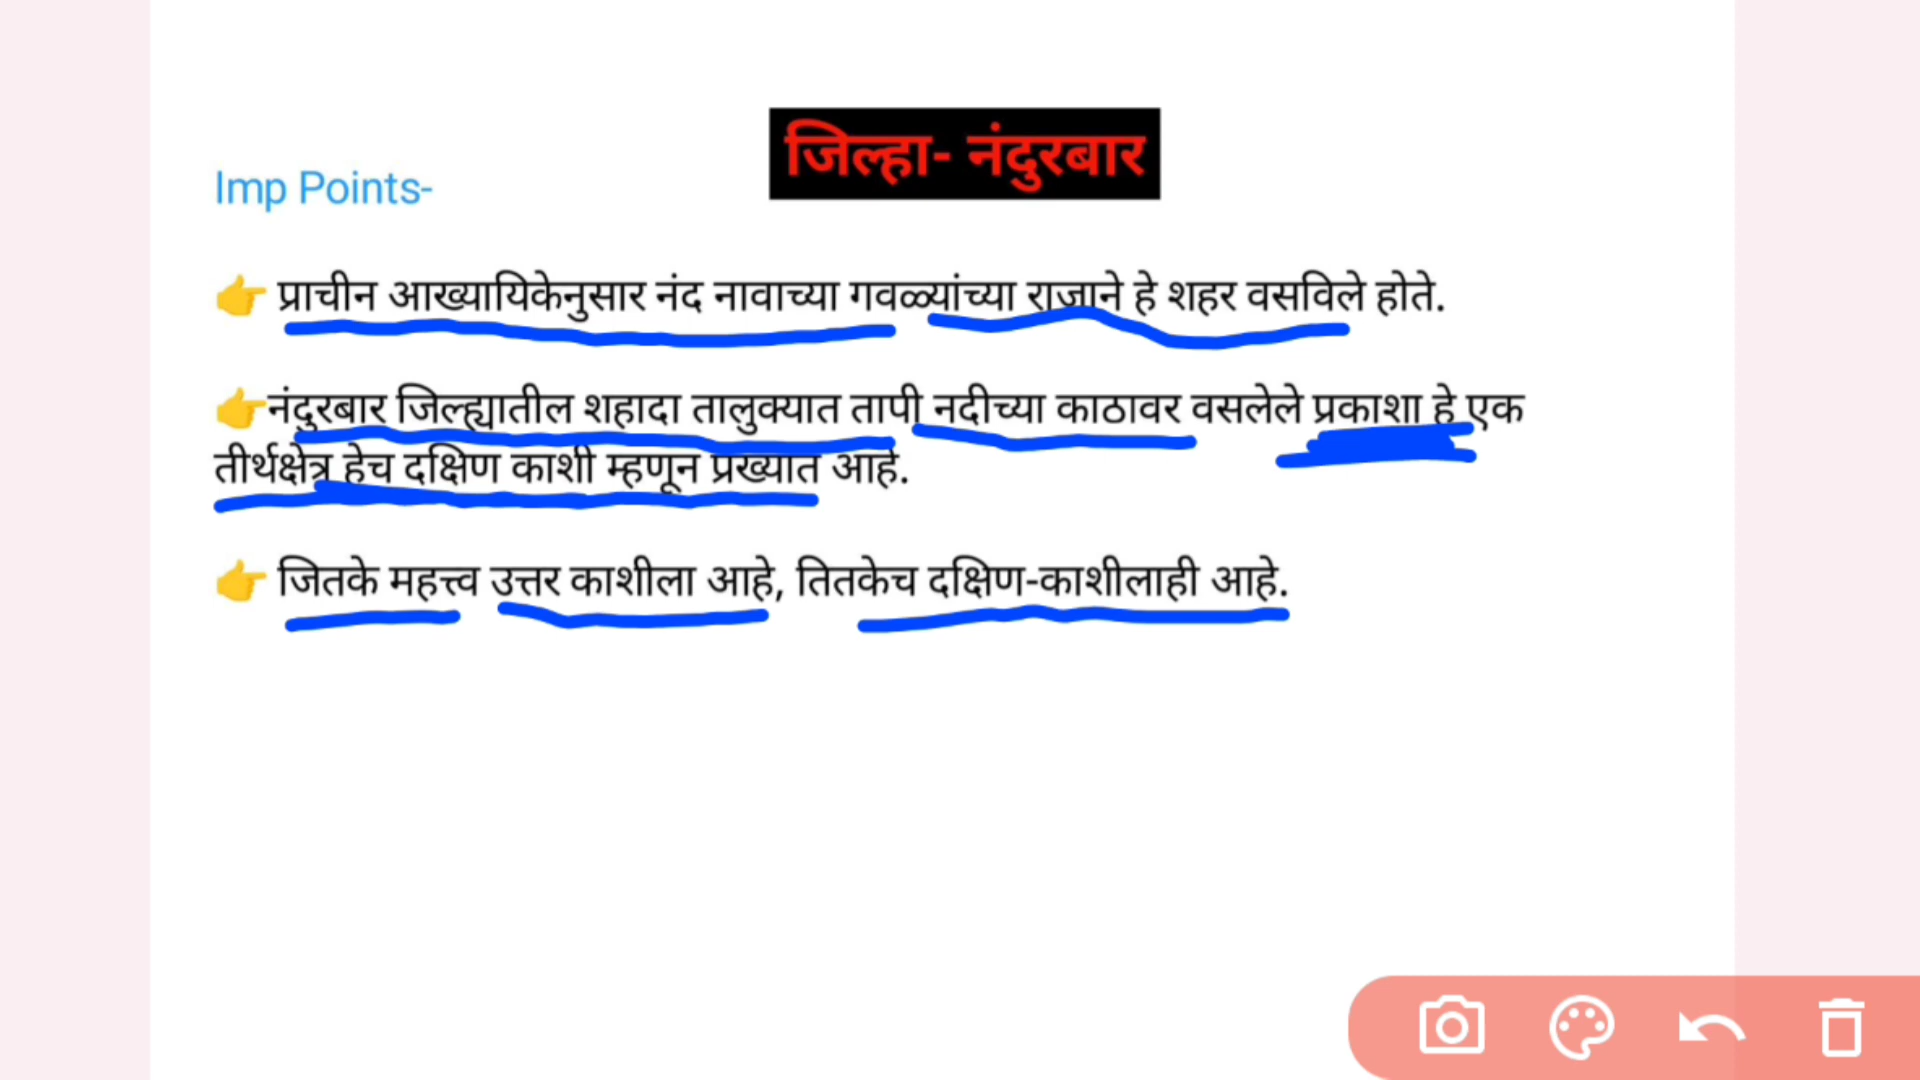 जिल्हा- नंदुरबार
Imp Points-
👉 प्राचीन आख्यायिकेनुसार नंद नावाच्या गवळ्यांच्या राजाने हे शहर वसविले होते.
👉नंदुरबार जिल्ह्यातील शहादा तालुक्यात तापी नदीच्या काठावर वसलेले प्रकाशा हे एक
तीर्थक्षेत्र हेच दक्षिण काशी म्हणून प्रख्यात आहे.
👉 जितके महत्त्व उत्तर काशीला आहे, तितकेच दक्षिण-काशीलाही आहे.